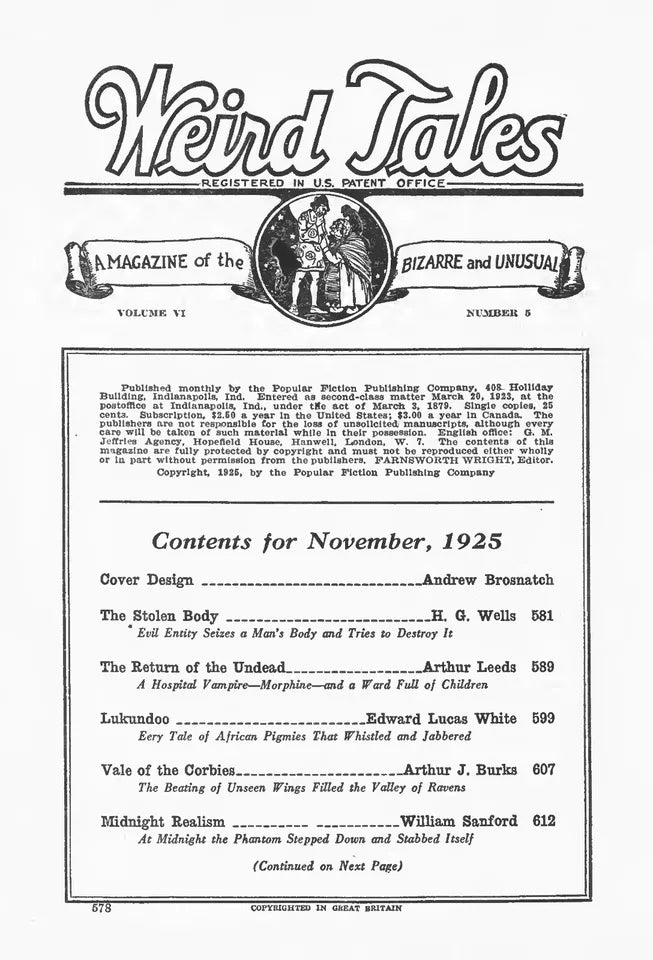 Weird Tales
REGISTERED IN U.S. PATENT OFFICE
A MAGAZINE of the BIZARRE and UNUSUAL
VOLUME VI NUMBER 5
Published monthly by the Popular Fiction Publishing Company, 408 Holliday
Building, Indianapolis, Ind. Entered as second-class matter March 20, 1923, at the
postoffice at Indianapolis, Ind., under the act of March 3, 1879. Single copies, 25
cents. Subscription, $2.50 a year in the United States; $3.00 a year in Canada. The
publishers are not responsible for the loss of unsolicited manuscripts, although every
care will be taken of such material while in their possession. English office: G. M.
Jeffries Agency, Hopefield House, Hanwell, London, W. 7. The contents of this
magazine are fully protected by copyright and must not be reproduced either wholly
or in part without permission from the publishers. FARNSWORTH WRIGHT, Editor.
Copyright, 1925, by the Popular Fiction Publishing Company
Contents for November, 1925
Cover Design Andrew Brosnatch
The Stolen Body H. G. Wells 581
Evil Entity Seizes a Man's Body and Tries to Destroy It
The Return of the Undead Arthur Leeds 589
A Hospital Vampire—Morphine—and a Ward Full of Children
Lukundoo Edward Lucas White 599
Eery Tale of African Pigmies That Whistled and Jabbered
Vale of the Corbies Arthur J. Burks 607
The Beating of Unseen Wings Filled the Valley of Ravens
Midnight Realism William Sanford 612
At Midnight the Phantom Stepped Down and Stabbed Itself
(Continued on Next Page)
578 COPYRIGHTED IN GREAT BRITAIN